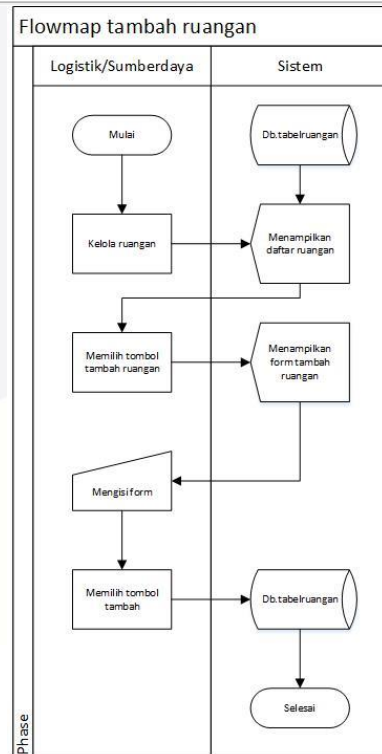 Flowmap tambah ruangan
Logistik/Sumberdaya
Sistem
Mulai
Db.tabelruangan
Kelola ruangan
Menampilkan
daftar ruangan
Memilih tombol
tambah ruangan
Menampilkan
form tambah
ruangan
Mengisi form
Memilih tombol
tambah
Db.tabelruangan
Selesai
Phase